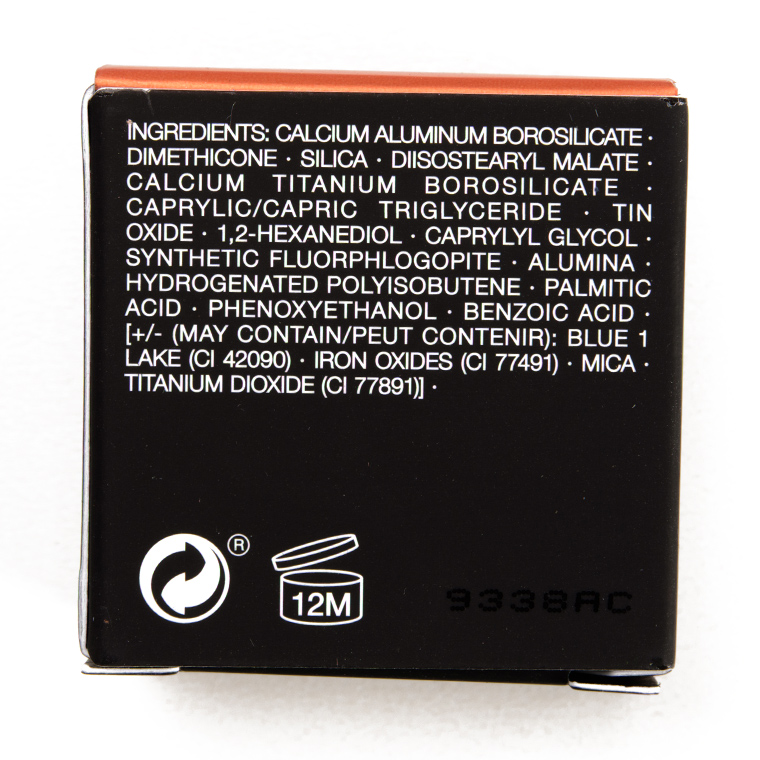 INGREDIENTS: CALCIUM ALUMINUM BOROSILICATE ·
DIMETHICONE · SILICA · DIISOSTEARYL MALATE ·
CALCIUM TITANIUM BOROSILICATE ·
CAPRYLIC/CAPRIC TRIGLYCERIDE · TIN
OXIDE · 1,2-HEXANEDIOL · CAPRYLYL GLYCOL ·
SYNTHETIC FLUORPHLOGOPITE · ALUMINA ·
HYDROGENATED POLYISOBUTENE · PALMITIC
ACID · PHENOXYETHANOL · BENZOIC ACID ·
[+/- (MAY CONTAIN/PEUT CONTENIR): BLUE 1
LAKE (CI 42090) · IRON OXIDES (CI 77491) · MICA ·
TITANIUM DIOXIDE (CI 77891)] ·
®
12M
9338AC